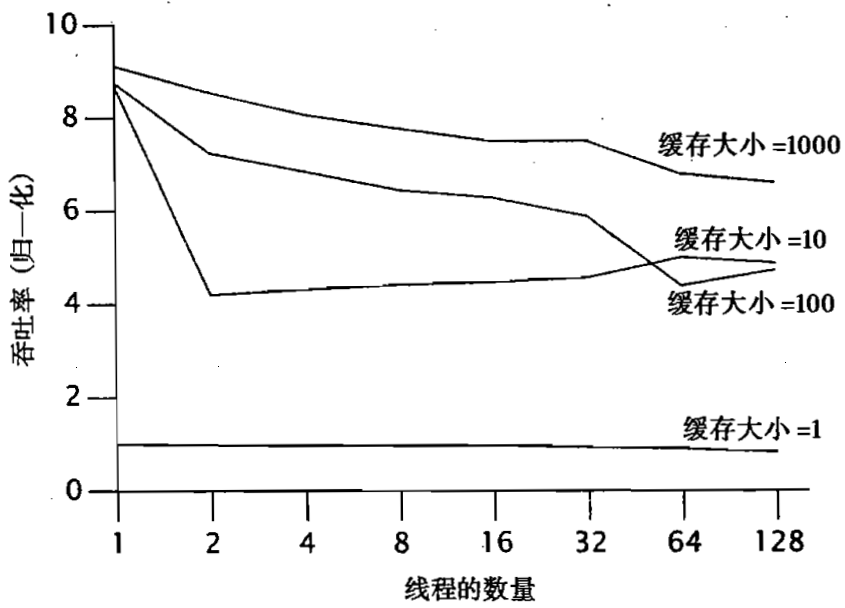 10
8
6
4
2
0
吞吐率 (归一化)
缓存大小 =1000
缓存大小 =10
缓存大小 =100
缓存大小 =1
1 2 4 8 16 32 64 128
线程的数量